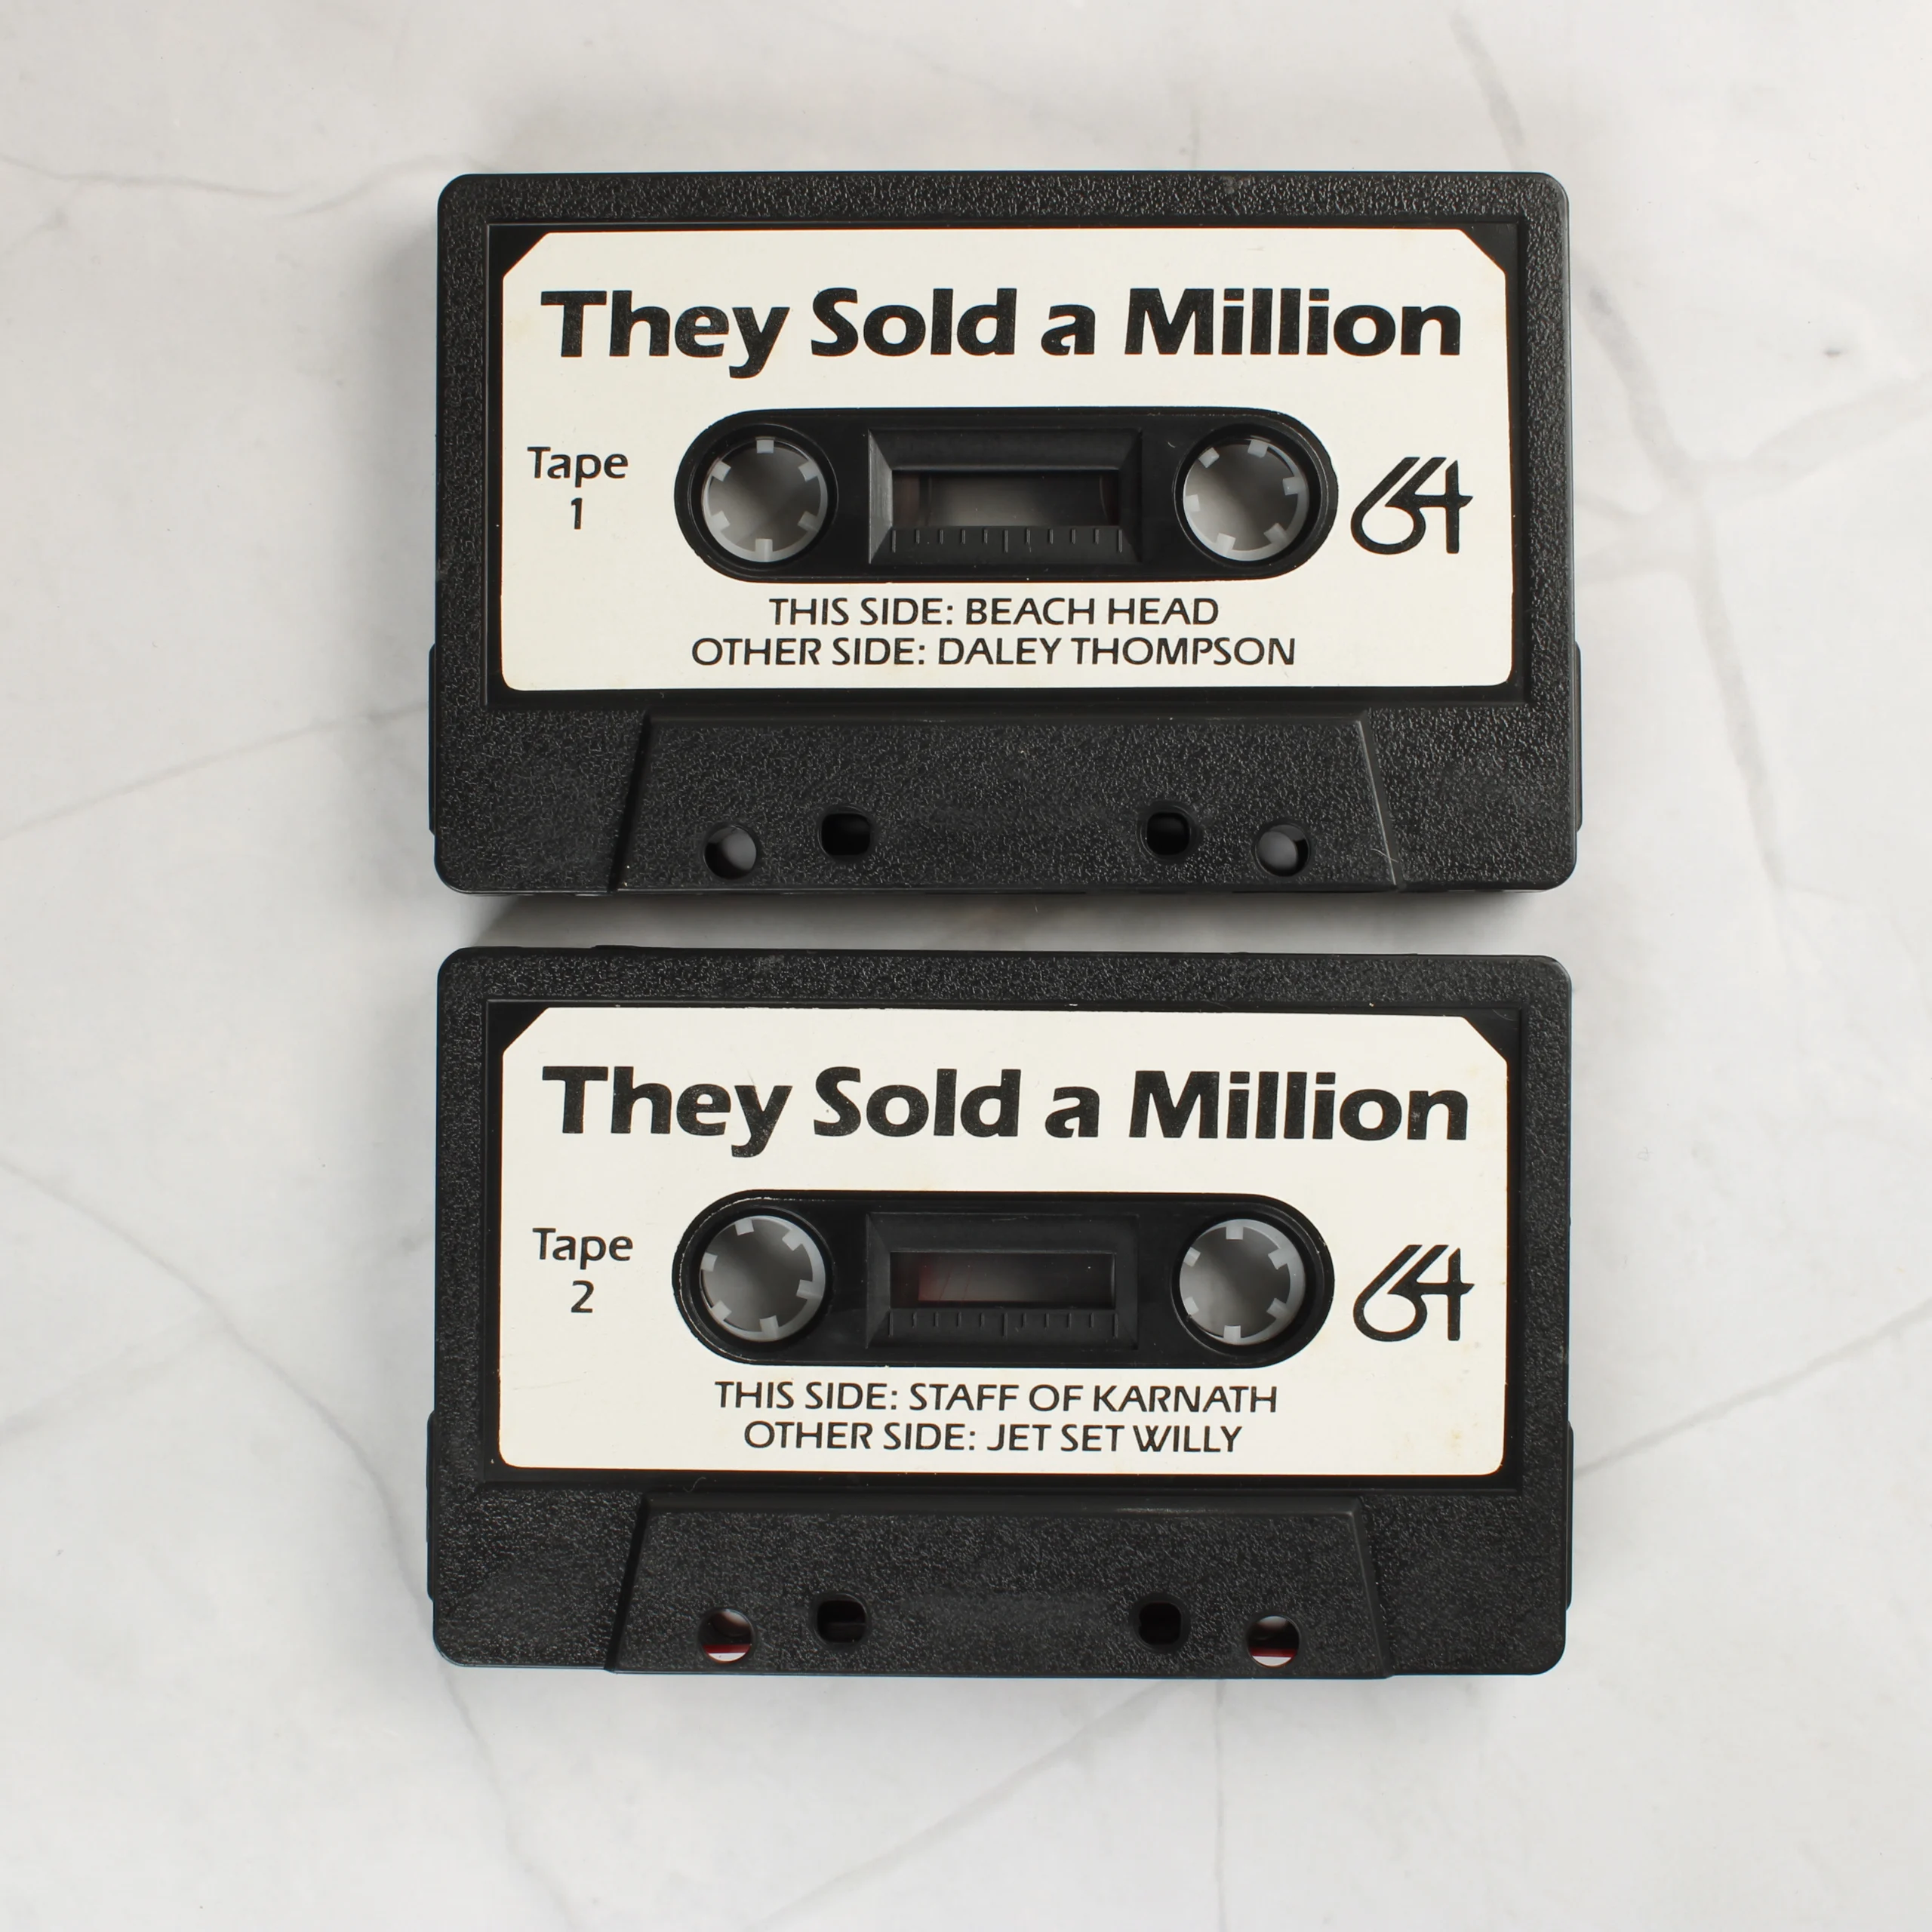 They Sold a Million
Tape
1
64
THIS SIDE: BEACH HEAD
OTHER SIDE: DALEY THOMPSON
They Sold a Million
Tape
2
64
THIS SIDE: STAFF OF KARNATH
OTHER SIDE: JET SET WILLY